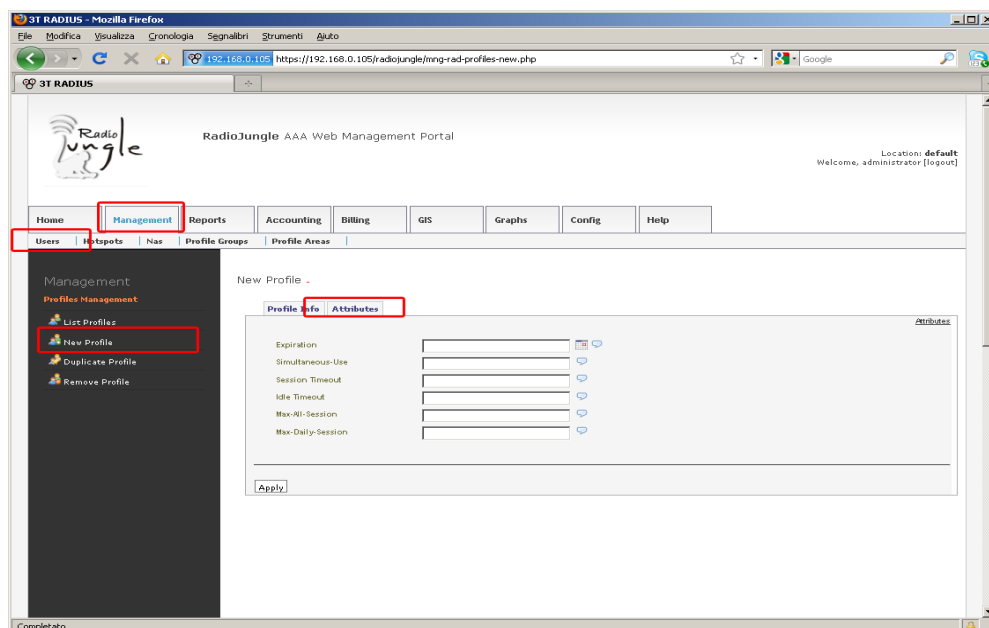 3T RADIUS - Mozilla Firefox
File Modifica Visualizza Cronologia Segnalibri Strumenti Aiuto
192.168.0.105 https://192.168.0.105/radiojungle/mng-rad-profiles-new.php
Google
3T RADIUS
Radio
Jungle
RadioJungle AAA Web Management Portal
Location: default
Welcome, administrator [logout]
Home Management Reports Accounting Billing GIS Graphs Config Help
Users | Hotspots | Nas | Profile Groups | Profile Areas |
Management
Profiles Management
List Profiles
New Profile
Duplicate Profile
Remove Profile
New Profile .
Profile Info Attributes
Attributes
Expiration
Simultaneous-Use
Session Timeout
Idle Timeout
Max-All-Session
Max-Daily-Session
Apply
Completato